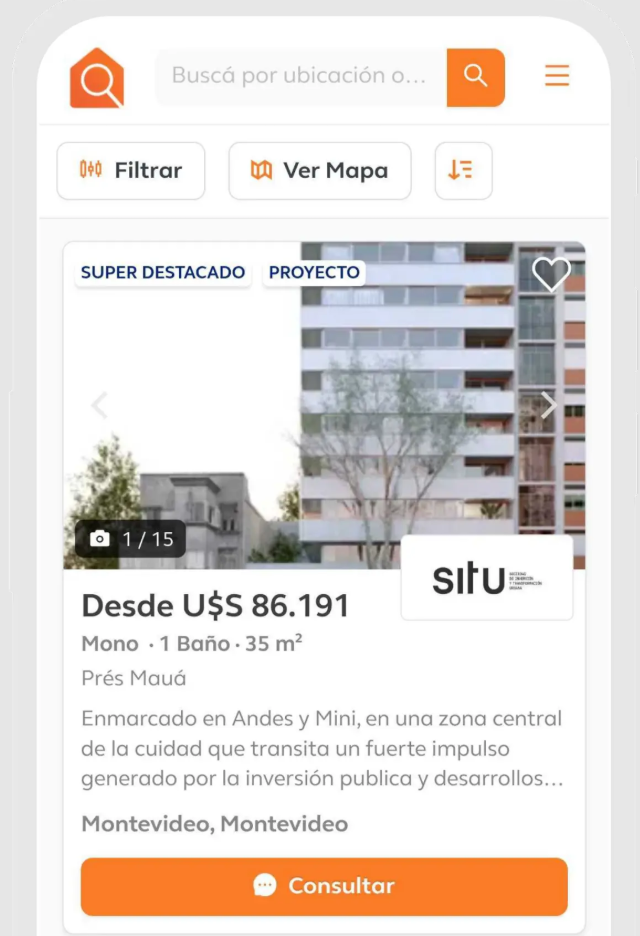 Buscá por ubicación o...
Filtrar
Ver Mapa
SUPER DESTACADO
PROYECTO
1 / 15
sıtu
Desde U$S 86.191
Mono · 1 Baño · 35 m²
Prés Mauá
Enmarcado en Andes y Mini, en una zona central
de la cuidad que transita un fuerte impulso
generado por la inversión publica y desarrollos...
Montevideo, Montevideo
Consultar